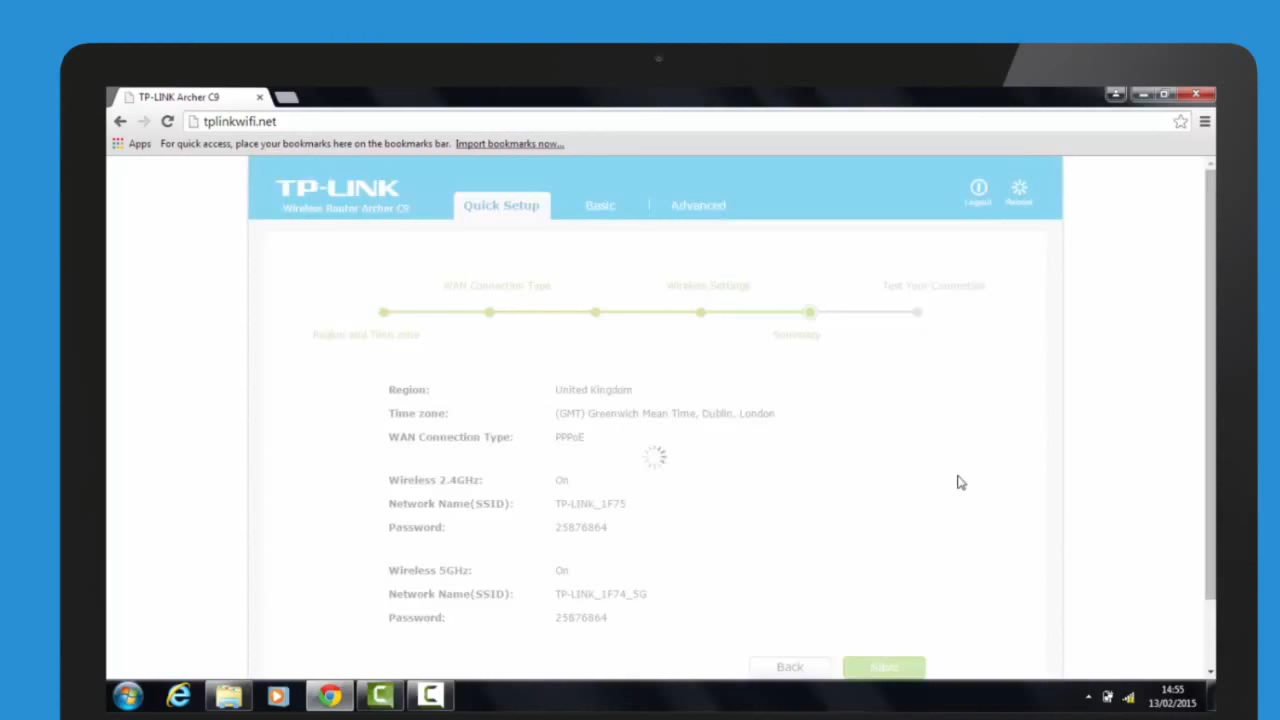 TP-LINK Archer C9
tplinkwifi.net
Apps For quick access, place your bookmarks here on the bookmarks bar. Import bookmarks now...
TP-LINK
Wireless Router Archer C9
Quick Setup Basic | Advanced
Logout Reboot
WAN Connection Type Wireless Settings Test Your Connection
Region and Time zone Summary
Region: United Kingdom
Time zone: (GMT) Greenwich Mean Time, Dublin, London
WAN Connection Type: PPPoE
Wireless 2.4GHz: On
Network Name(SSID): TP-LINK_1F75
Password: 25876864
Wireless 5GHz: On
Network Name(SSID): TP-LINK_1F74_5G
Password: 25876864
Back Save
14:55
13/02/2015